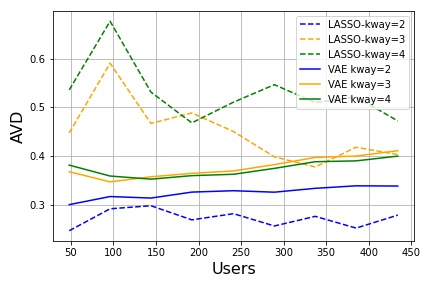 LASSO-kway=2
LASSO-kway=3
LASSO-kway=4
VAE kway=2
VAE kway=3
VAE kway=4
0.6
0.5
0.4
0.3
AVD
50 100 150 200 250 300 350 400 450
Users